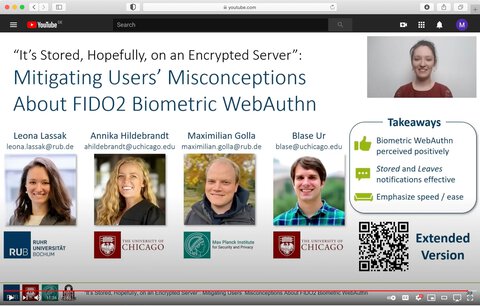 youtube.com
YouTube
Search
M
“It’s Stored, Hopefully, on an Encrypted Server”:
Mitigating Users’ Misconceptions
About FIDO2 Biometric WebAuthn
Leona Lassak
leona.lassak@rub.de
Annika Hildebrandt
ahildebrandt@uchicago.edu
Maximilian Golla
maximilian.golla@rub.de
Blase Ur
blase@uchicago.edu
Takeaways
Biometric WebAuthn
perceived positively
Stored and Leaves
notifications effective
Emphasize speed / ease
RUB
RUHR
UNIVERSITÄT
BOCHUM
THE UNIVERSITY OF
CHICAGO
Max Planck Institute
for Security and Privacy
THE UNIVERSITY OF
CHICAGO
Extended
Version
"It's Stored, Hopefully, on an Encrypted Server": Mitigating Users' Misconceptions About FIDO2 Biometric WebAuthn